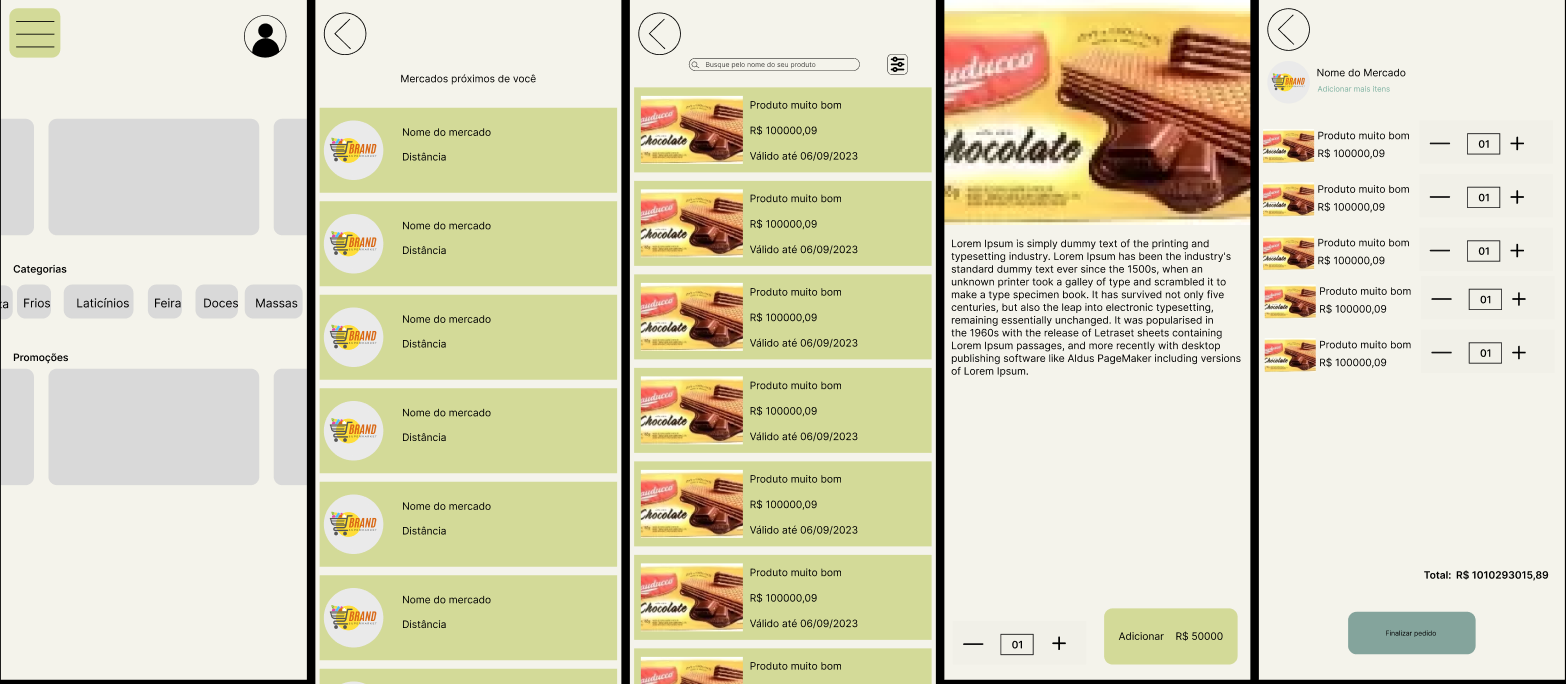 Categorias
Frios
Laticínios
Feira
Doces
Massas
Promoções
Mercados próximos de você
BRAND
Nome do mercado
Distância
BRAND
Nome do mercado
Distância
BRAND
Nome do mercado
Distância
BRAND
Nome do mercado
Distância
BRAND
Nome do mercado
Distância
BRAND
Nome do mercado
Distância
Busque pelo nome do seu produto
Chocolate
Produto muito bom
R$ 100000,09
Válido até 06/09/2023
Chocolate
Produto muito bom
R$ 100000,09
Válido até 06/09/2023
Chocolate
Produto muito bom
R$ 100000,09
Válido até 06/09/2023
Chocolate
Produto muito bom
R$ 100000,09
Válido até 06/09/2023
Chocolate
Produto muito bom
R$ 100000,09
Válido até 06/09/2023
Chocolate
Produto muito bom
R$ 100000,09
Válido até 06/09/2023
Produto muito bom
auducco
Chocolate
Lorem Ipsum is simply dummy text of the printing and
typesetting industry. Lorem Ipsum has been the industry's
standard dummy text ever since the 1500s, when an
unknown printer took a galley of type and scrambled it to
make a type specimen book. It has survived not only five
centuries, but also the leap into electronic typesetting,
remaining essentially unchanged. It was popularised in
the 1960s with the release of Letraset sheets containing
Lorem Ipsum passages, and more recently with desktop
publishing software like Aldus PageMaker including versions
of Lorem Ipsum.
01
Adicionar R$ 50000
BRAND
Nome do Mercado
Adicionar mais itens
Produto muito bom
R$ 100000,09
01
Produto muito bom
R$ 100000,09
01
Produto muito bom
R$ 100000,09
01
Produto muito bom
R$ 100000,09
01
Produto muito bom
R$ 100000,09
01
Total: R$ 1010293015,89
Finalizar pedido